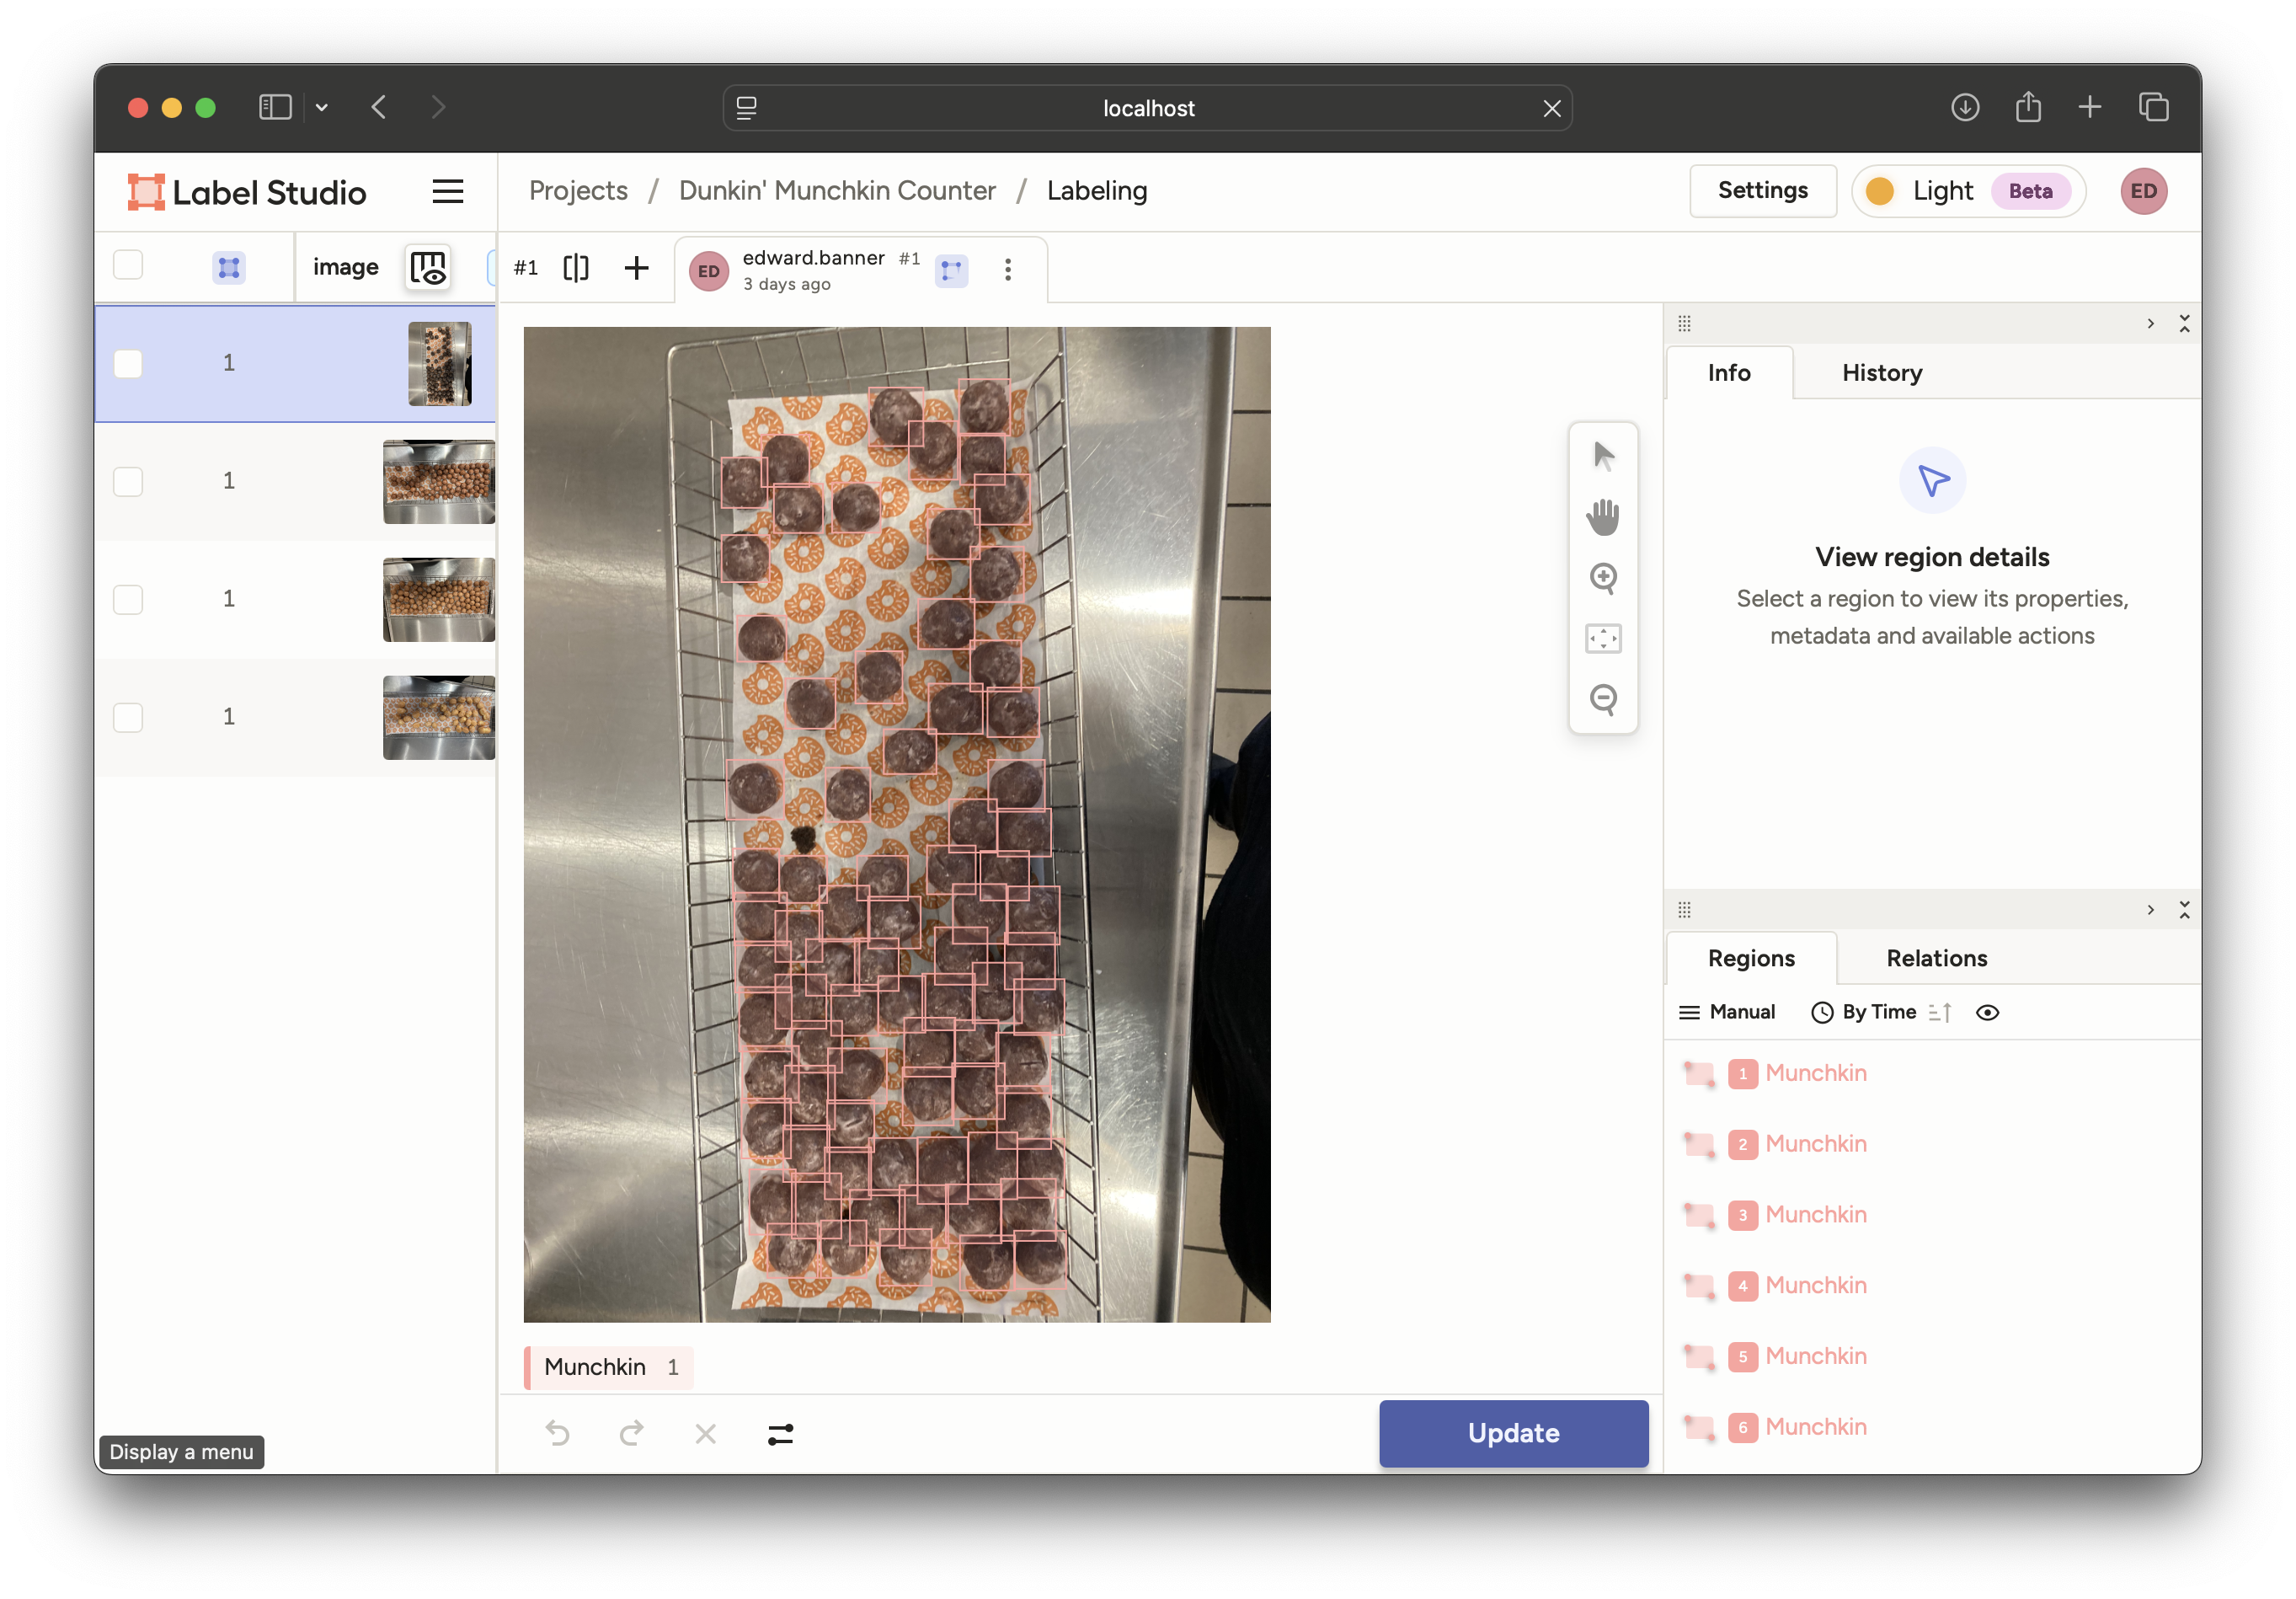 localhost
Label Studio
Projects / Dunkin' Munchkin Counter / Labeling
Settings
Light Beta
ED
image
#1
ED
edward.banner #1
3 days ago
1
1
1
1
Info
History
View region details
Select a region to view its properties,
metadata and available actions
Regions
Relations
Manual
By Time
1 Munchkin
2 Munchkin
3 Munchkin
4 Munchkin
5 Munchkin
6 Munchkin
Munchkin 1
Update
Display a menu